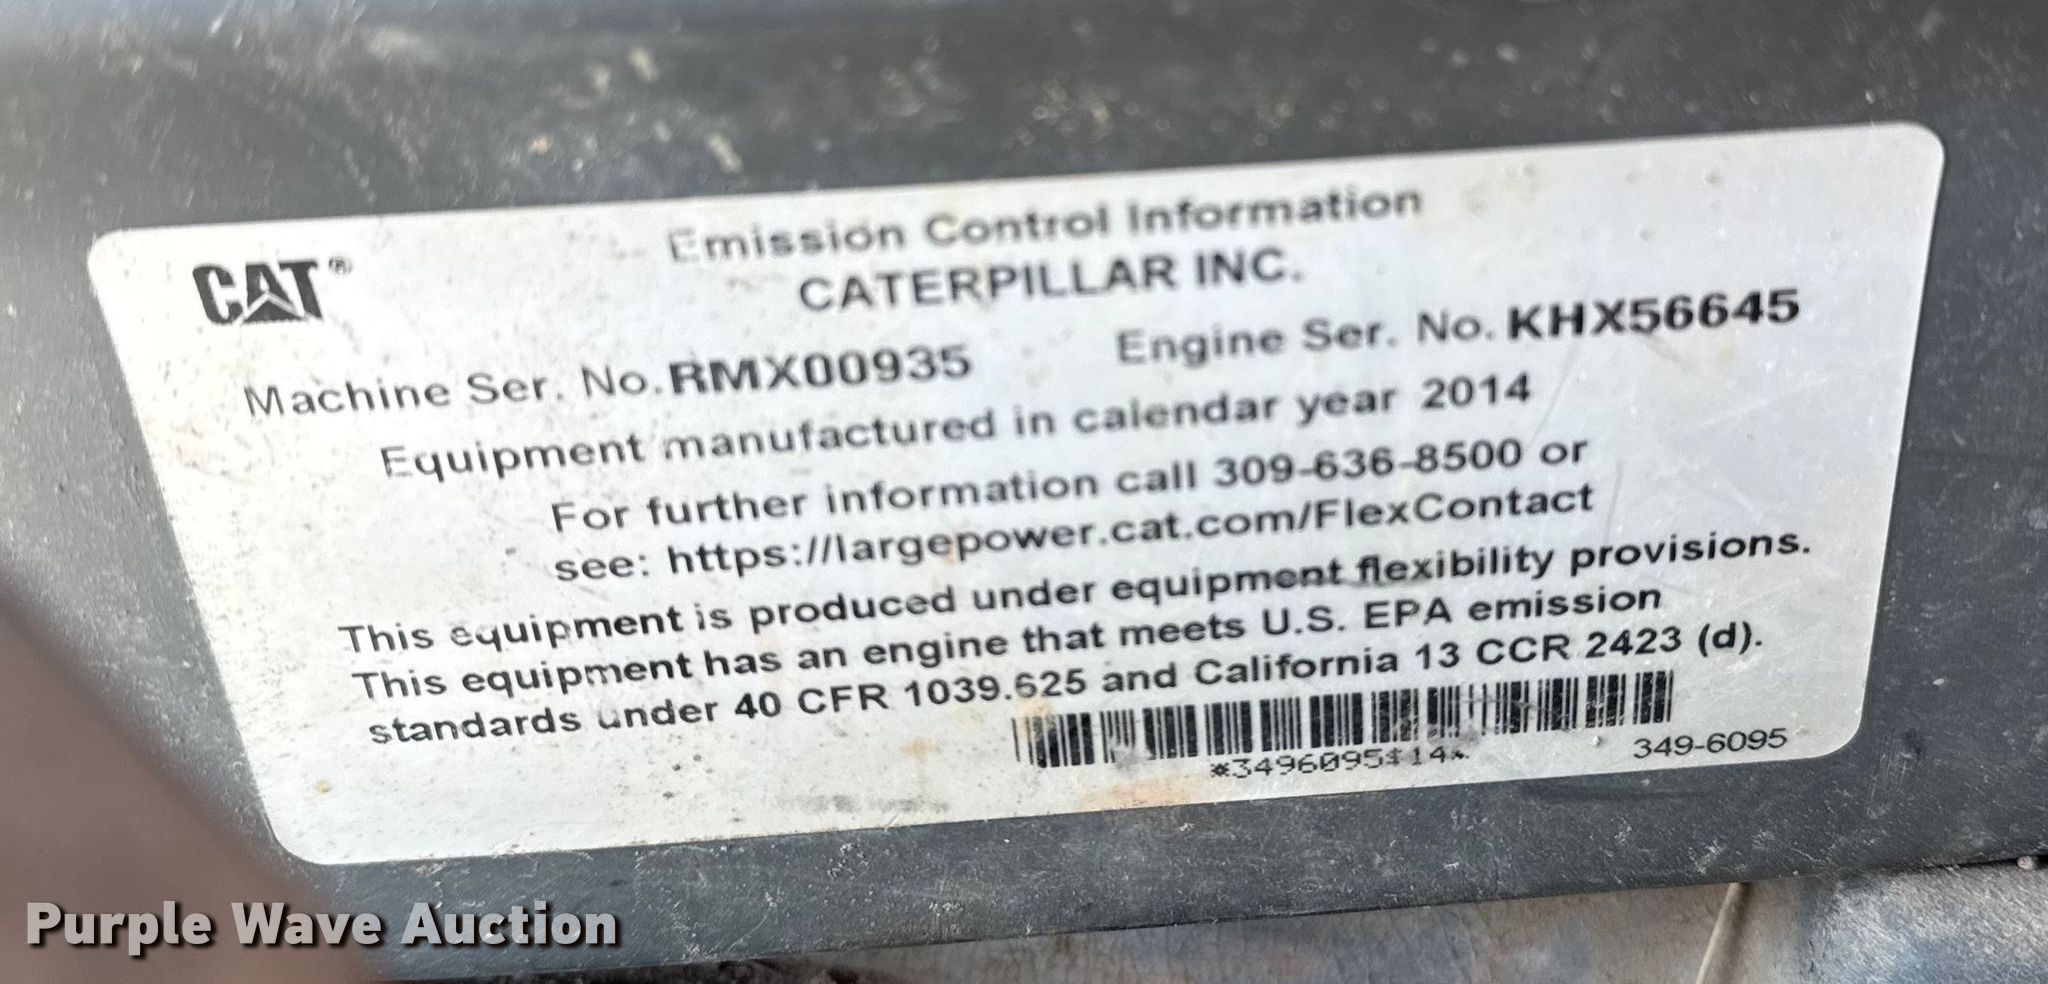 CAT®
Emission Control Information
CATERPILLAR INC.
Machine Ser. No. RMX00935 Engine Ser. No. KHX56645
Equipment manufactured in calendar year 2014
For further information call 309-636-8500 or
see: https://largepower.cat.com/FlexContact
This equipment is produced under equipment flexibility provisions.
This equipment has an engine that meets U.S. EPA emission
standards under 40 CFR 1039.625 and California 13 CCR 2423 (d).
*3496095$14*
349-6095
Purple Wave Auction